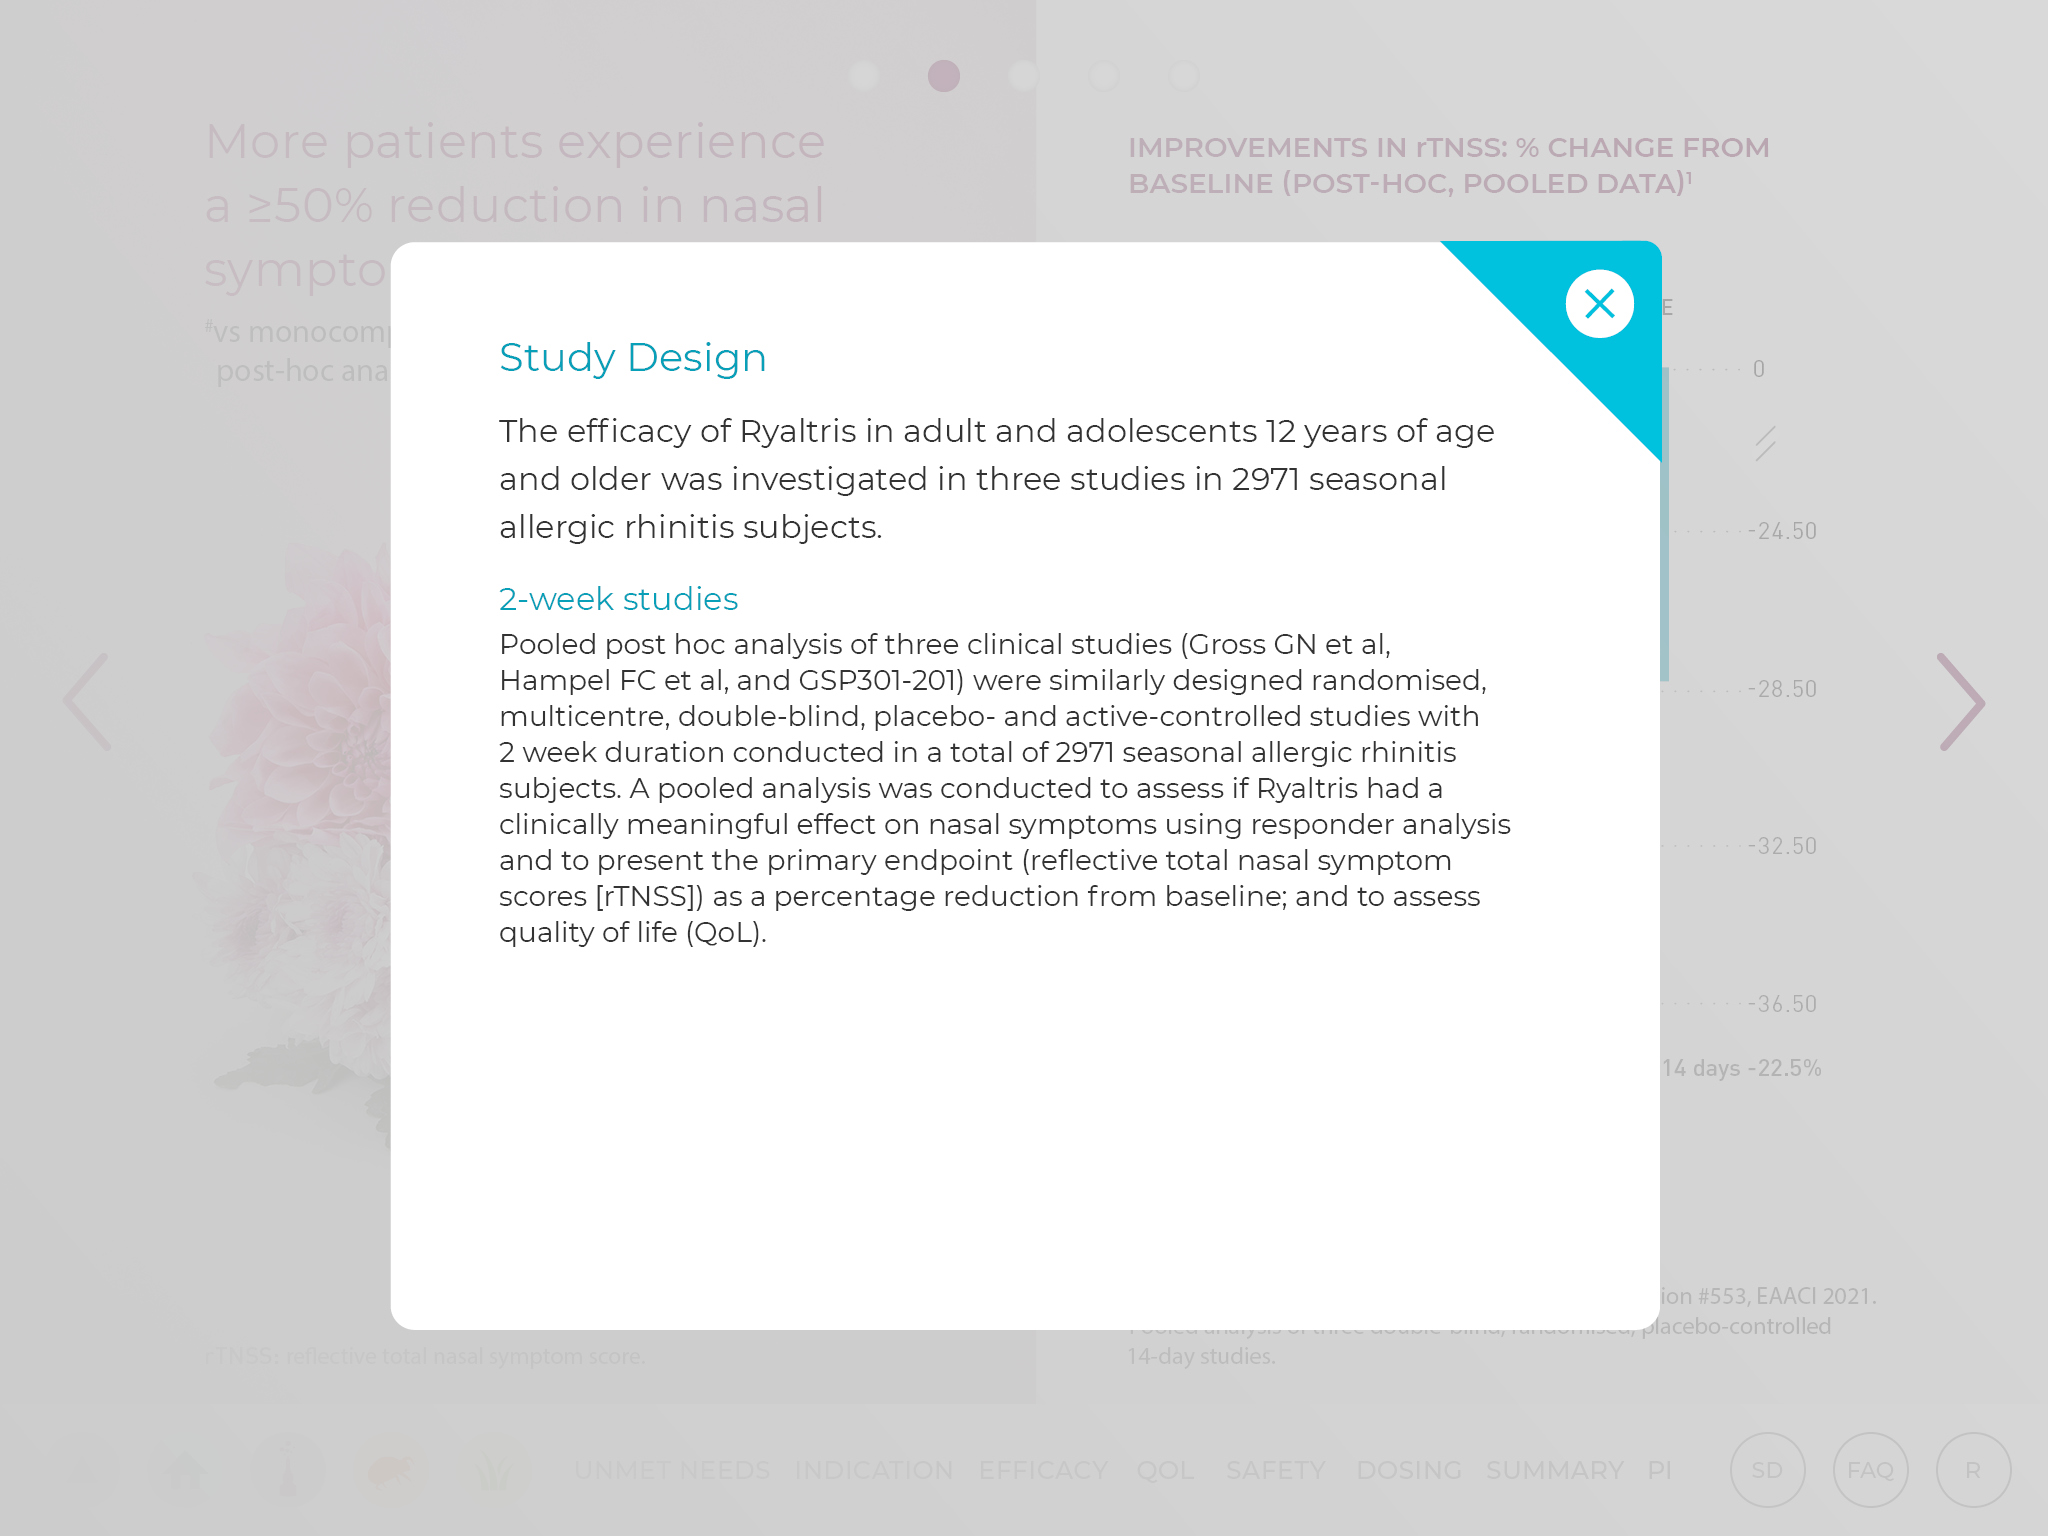 More patients experience
a ≥50% reduction in nasal
#vs monocomp
post-hoc ana
IMPROVEMENTS IN rTNSS: % CHANGE FROM
BASELINE (POST-HOC, POOLED DATA)1
E
0
-24.50
-28.50
-32.50
-36.50
14 days -22.5%
Study Design
The efficacy of Ryaltris in adult and adolescents 12 years of age
and older was investigated in three studies in 2971 seasonal
allergic rhinitis subjects.
2-week studies
Pooled post hoc analysis of three clinical studies (Gross GN et al,
Hampel FC et al, and GSP301-201) were similarly designed randomised,
multicentre, double-blind, placebo- and active-controlled studies with
2 week duration conducted in a total of 2971 seasonal allergic rhinitis
subjects. A pooled analysis was conducted to assess if Ryaltris had a
clinically meaningful effect on nasal symptoms using responder analysis
and to present the primary endpoint (reflective total nasal symptom
scores [rTNSS]) as a percentage reduction from baseline; and to assess
quality of life (QoL).
rTNSS: reflective total nasal symptom score.
#553, EAACI 2021.
Pooled analysis of three double-blind, randomised, placebo-controlled
14-day studies.
UNMET NEEDS INDICATION EFFICACY QOL SAFETY DOSING SUMMARY PI SD FAQ R